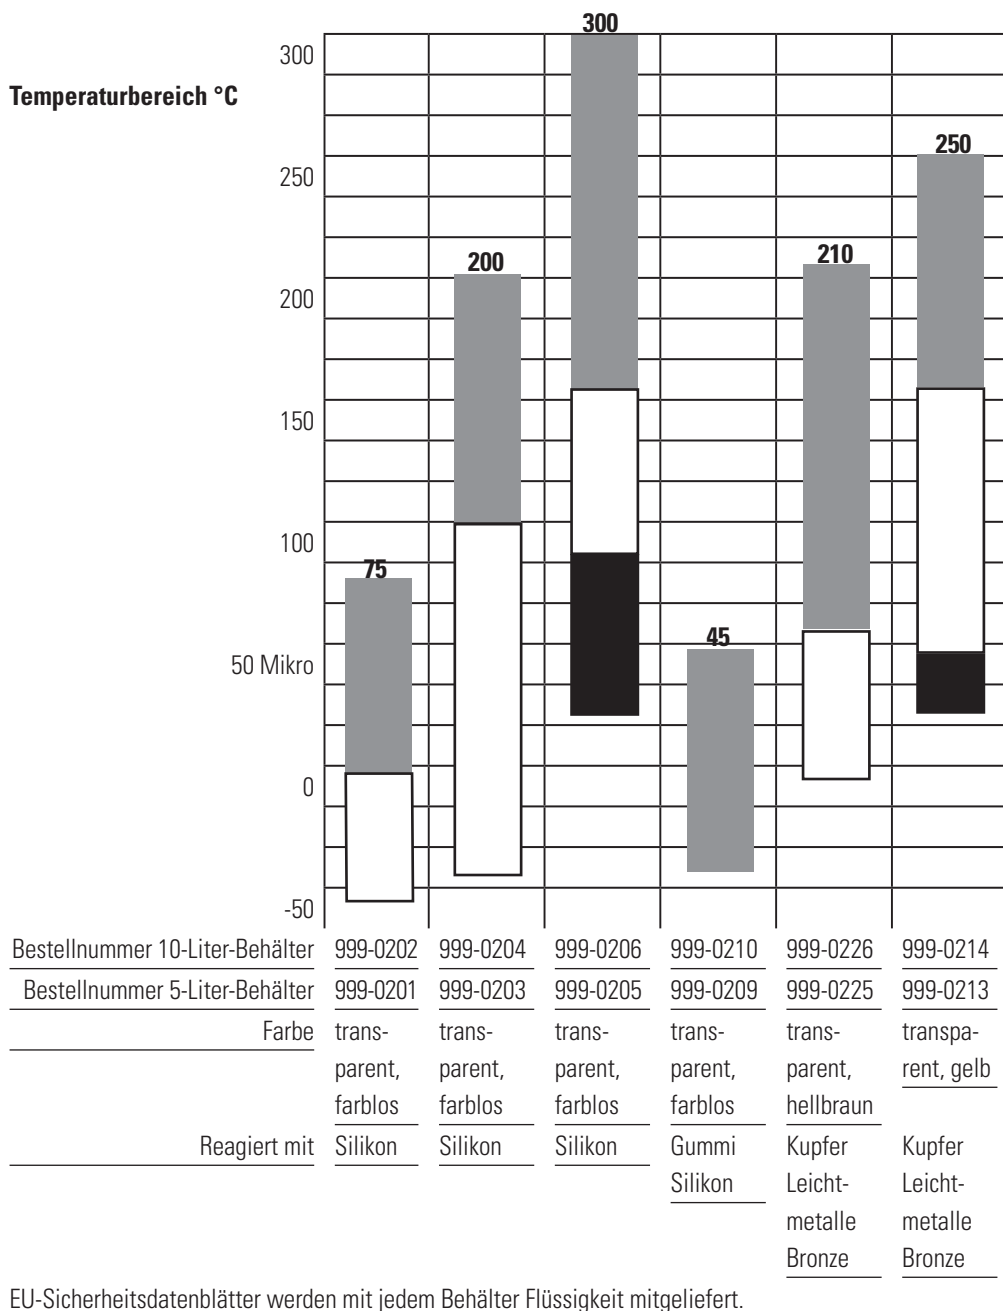 300
300
Temperaturbereich °C
250
250
210
200
200
150
100
75
45
50 Mikro
0
-50
Bestellnummer 10-Liter-Behälter 999-0202 999-0204 999-0206 999-0210 999-0226 999-0214
Bestellnummer 5-Liter-Behälter 999-0201 999-0203 999-0205 999-0209 999-0225 999-0213
Farbe trans- trans- trans- trans- trans- transpa-
parent, parent, parent, parent, parent, rent, gelb
farblos farblos farblos farblos hellbraun
Reagiert mit Silikon Silikon Silikon Gummi Kupfer Kupfer
Silikon Leicht- Leicht-
metalle metalle
Bronze Bronze
EU-Sicherheitsdatenblätter werden mit jedem Behälter Flüssigkeit mitgeliefert.